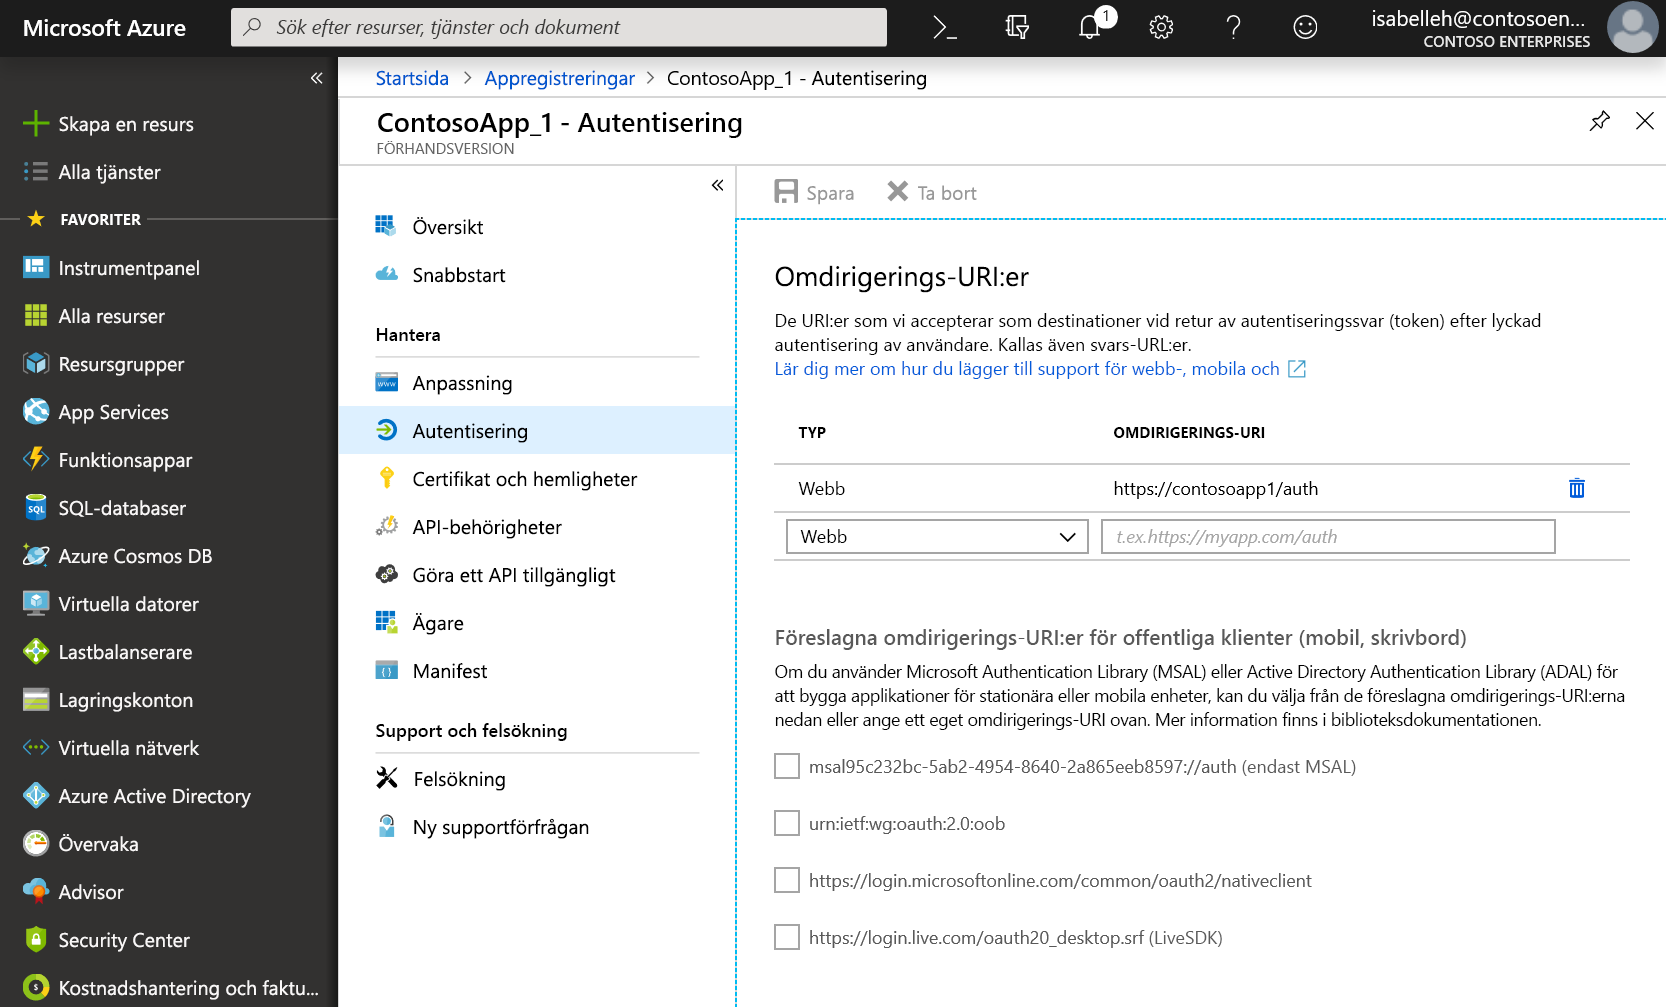 Microsoft Azure
Sök efter resurser, tjänster och dokument
1
isabelleh@contosoen...
CONTOSO ENTERPRISES
Skapa en resurs
Alla tjänster
FAVORITER
Instrumentpanel
Alla resurser
Resursgrupper
App Services
Funktionsappar
SQL-databaser
Azure Cosmos DB
Virtuella datorer
Lastbalanserare
Lagringskonton
Virtuella nätverk
Azure Active Directory
Övervaka
Advisor
Security Center
Kostnadshantering och faktu...
Startsida > Appregistreringar > ContosoApp_1 - Autentisering
ContosoApp_1 - Autentisering
FÖRHANDSVERSION
Översikt
Snabbstart
Hantera
Anpassning
Autentisering
Certifikat och hemligheter
API-behörigheter
Göra ett API tillgängligt
Ägare
Manifest
Support och felsökning
Felsökning
Ny supportförfrågan
Spara
Ta bort
Omdirigerings-URI:er
De URI:er som vi accepterar som destinationer vid retur av autentiseringssvar (token) efter lyckad
autentisering av användare. Kallas även svars-URL:er.
Lär dig mer om hur du lägger till support för webb-, mobila och
TYP
OMDIRIGERINGS-URI
Webb
https://contosoapp1/auth
Webb
t.ex.https://myapp.com/auth
Föreslagna omdirigerings-URI:er för offentliga klienter (mobil, skrivbord)
Om du använder Microsoft Authentication Library (MSAL) eller Active Directory Authentication Library (ADAL) för
att bygga applikationer för stationära eller mobila enheter, kan du välja från de föreslagna omdirigerings-URI:erna
nedan eller ange ett eget omdirigerings-URI ovan. Mer information finns i biblioteksdokumentationen.
msal95c232bc-5ab2-4954-8640-2a865eeb8597://auth (endast MSAL)
urn:ietf:wg:oauth:2.0:oob
https://login.microsoftonline.com/common/oauth2/nativeclient
https://login.live.com/oauth20_desktop.srf (LiveSDK)